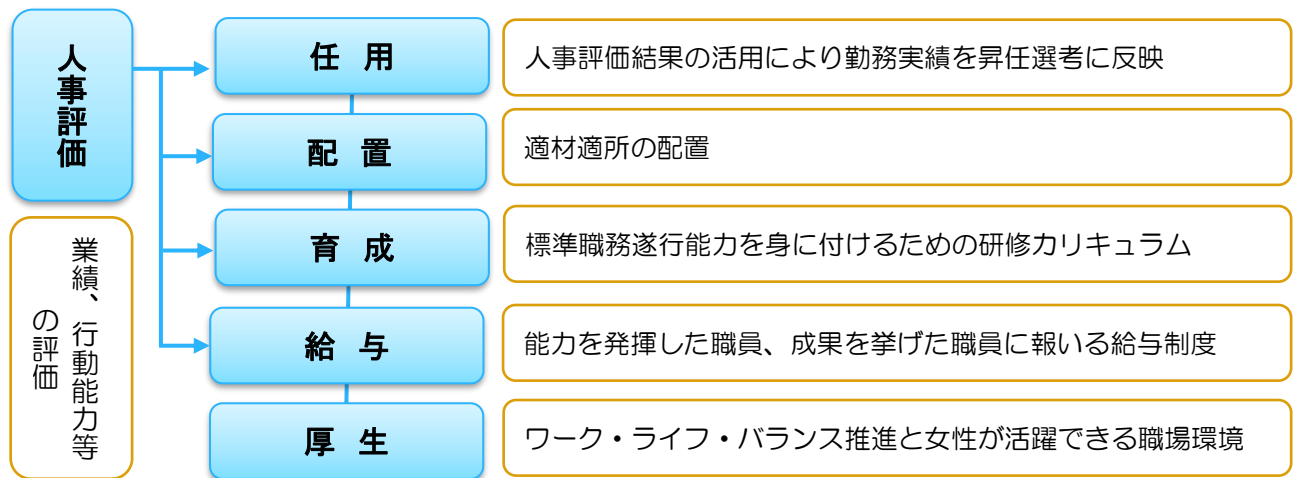 人事評価
業績、行動能力等
の評価
任 用
人事評価結果の活用により勤務実績を昇任選考に反映
配 置
適材適所の配置
育 成
標準職務遂行能力を身に付けるための研修カリキュラム
給 与
能力を発揮した職員、成果を挙げた職員に報いる給与制度
厚 生
ワーク・ライフ・バランス推進と女性が活躍できる職場環境